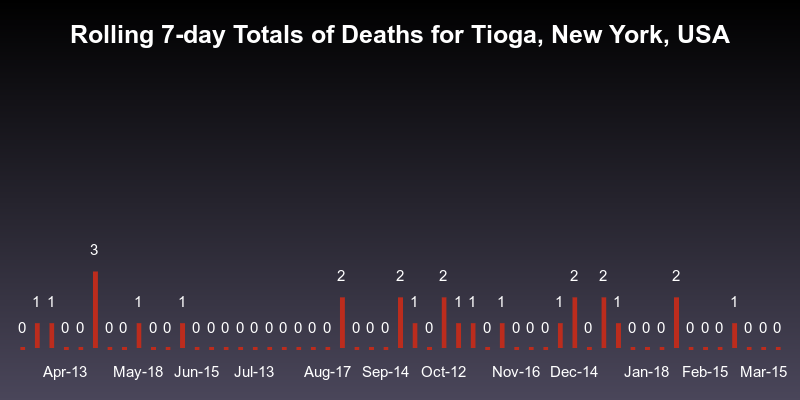 Rolling 7-day Totals of Deaths for Tioga, New York, USA
3
2 2 2 2 2 2
1 1 1 1 1 1 1 1 1 1 1
0 0 0 0 0 0 0 0 0 0 0 0 0 0 0 0 0 0 0 0 0 0 0 0 0 0 0 0 0 0 0 0 0 0 0
Apr-13 May-18 Jun-15 Jul-13 Aug-17 Sep-14 Oct-12 Nov-16 Dec-14 Jan-18 Feb-15 Mar-15